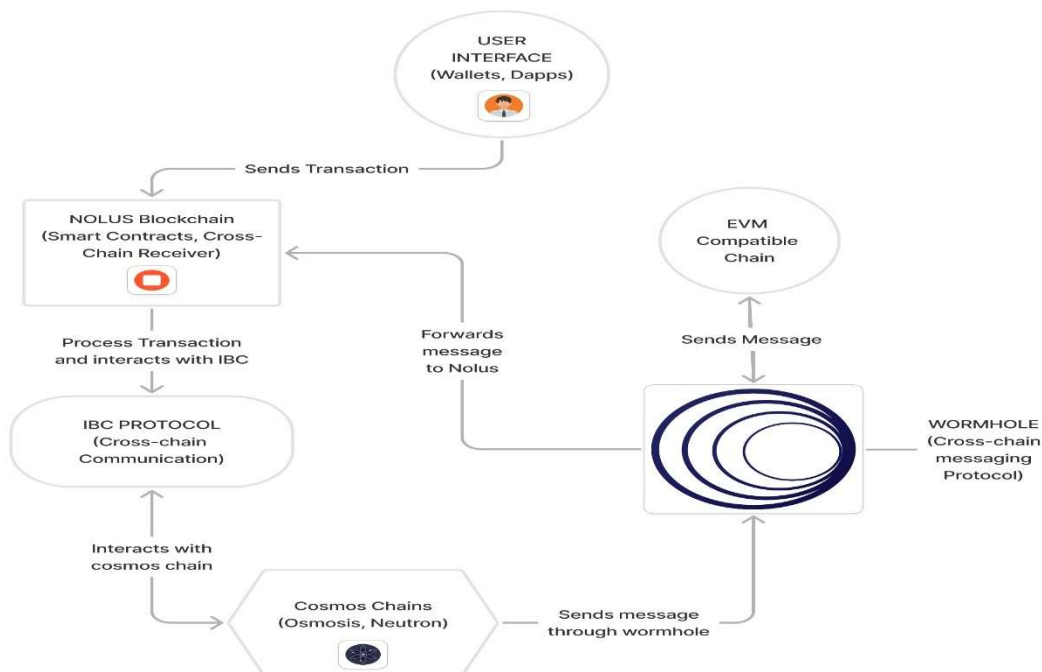 USER
INTERFACE
(Wallets, Dapps)
Sends Transaction
NOLUS Blockchain
(Smart Contracts, Cross-
Chain Receiver)
EVM
Compatible
Chain
Process Transaction
and interacts with IBC
Forwards
message
to Nolus
Sends Message
IBC PROTOCOL
(Cross-chain
Communication)
WORMHOLE
(Cross-chain
messaging
Protocol)
Interacts with
cosmos chain
Cosmos Chains
(Osmosis, Neutron)
Sends message
through wormhole